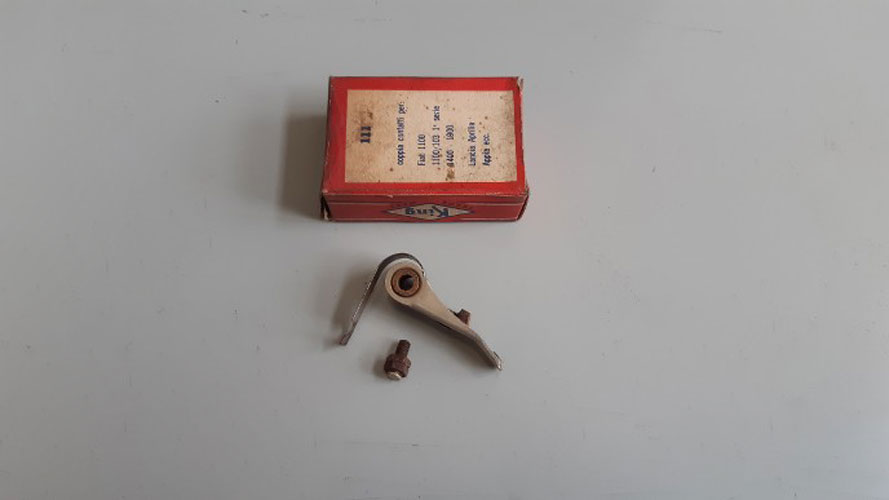 111
coppia contatti per:
Fiat 1100
1100/103 1ª serie
1400 1900
Lancia Aprilia
Appia ecc.
King